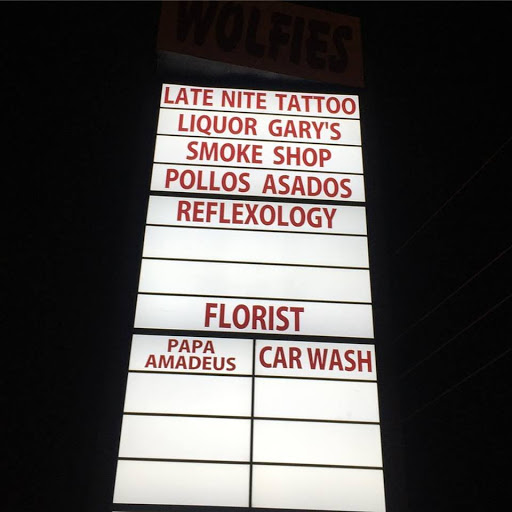 WOLFIES
LATE NITE TATTOO
LIQUOR GARY'S
SMOKE SHOP
POLLOS ASADOS
REFLEXOLOGY
FLORIST
PAPA
AMADEUS
CAR WASH